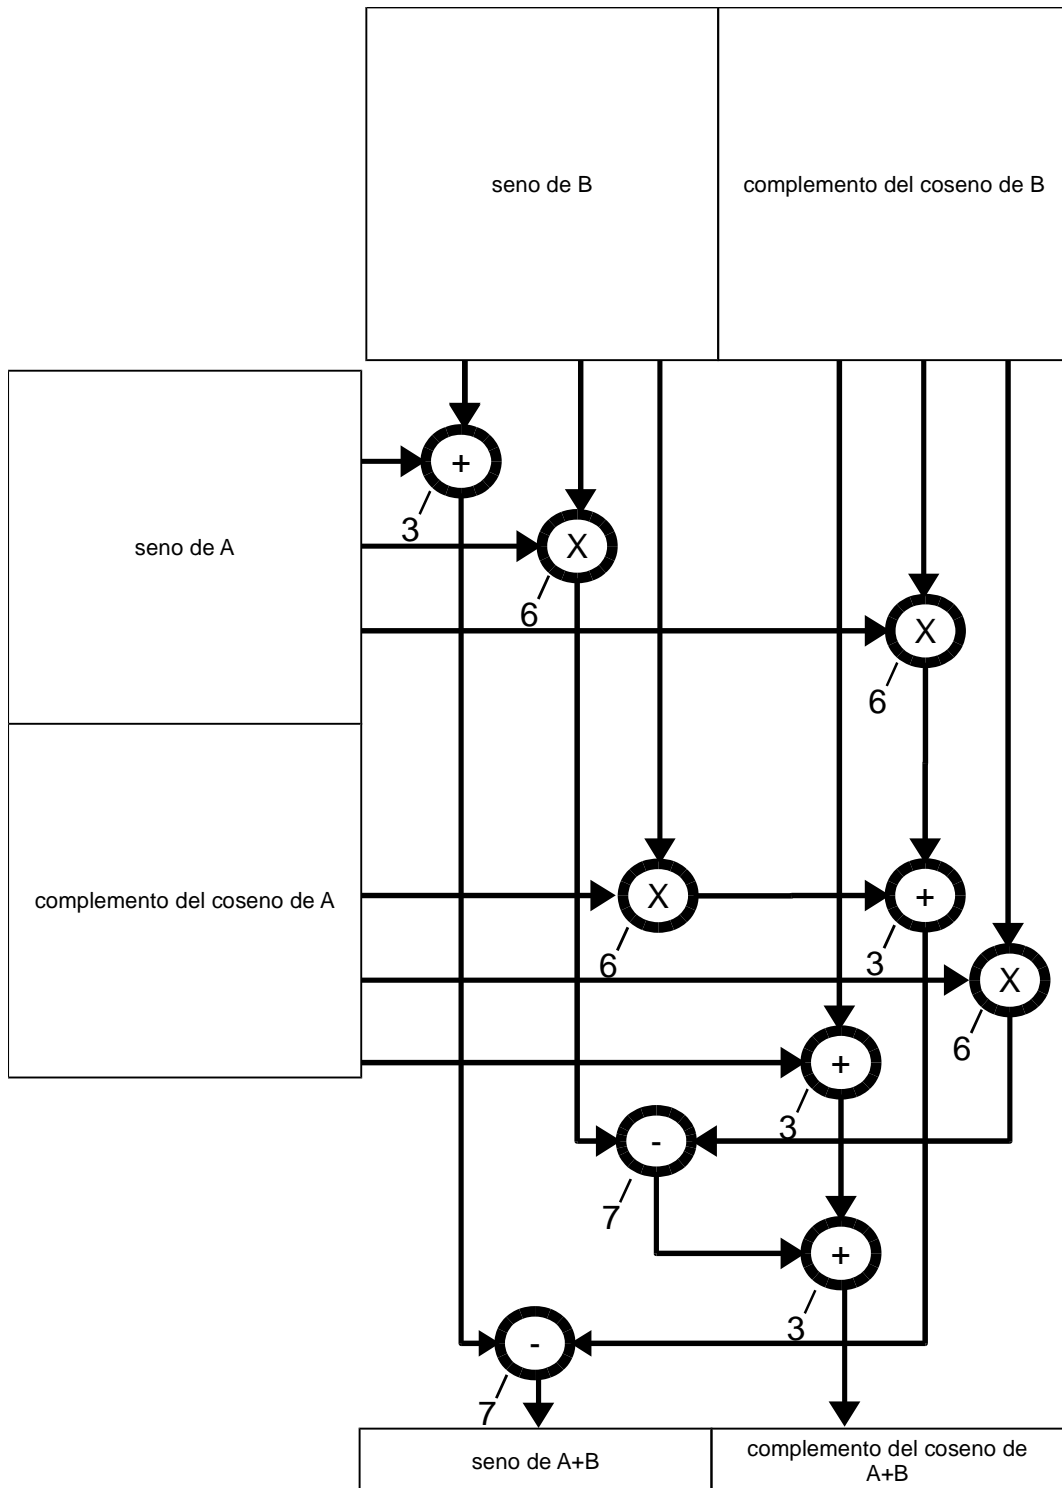 seno de B
complemento del coseno de B
+
3
seno de A
X
6
X
6
complemento del coseno de A
X
6
+
3
X
6
+
3
-
7
+
3
-
7
seno de A+B
complemento del coseno de
A+B